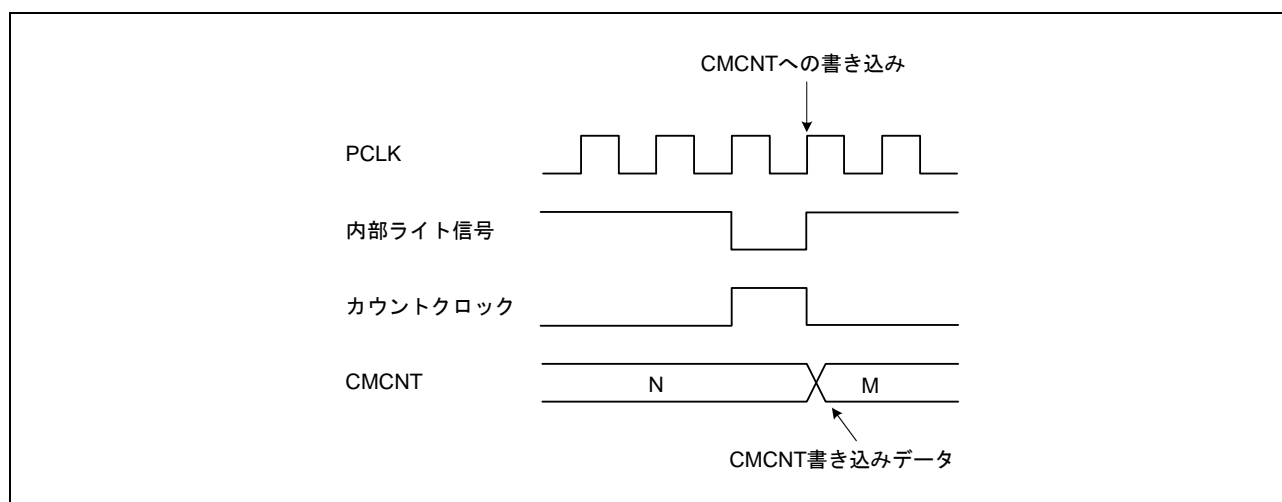 CMCNTへの書き込み
PCLK
内部ライト信号
カウントクロック
CMCNT
N
M
CMCNT書き込みデータ